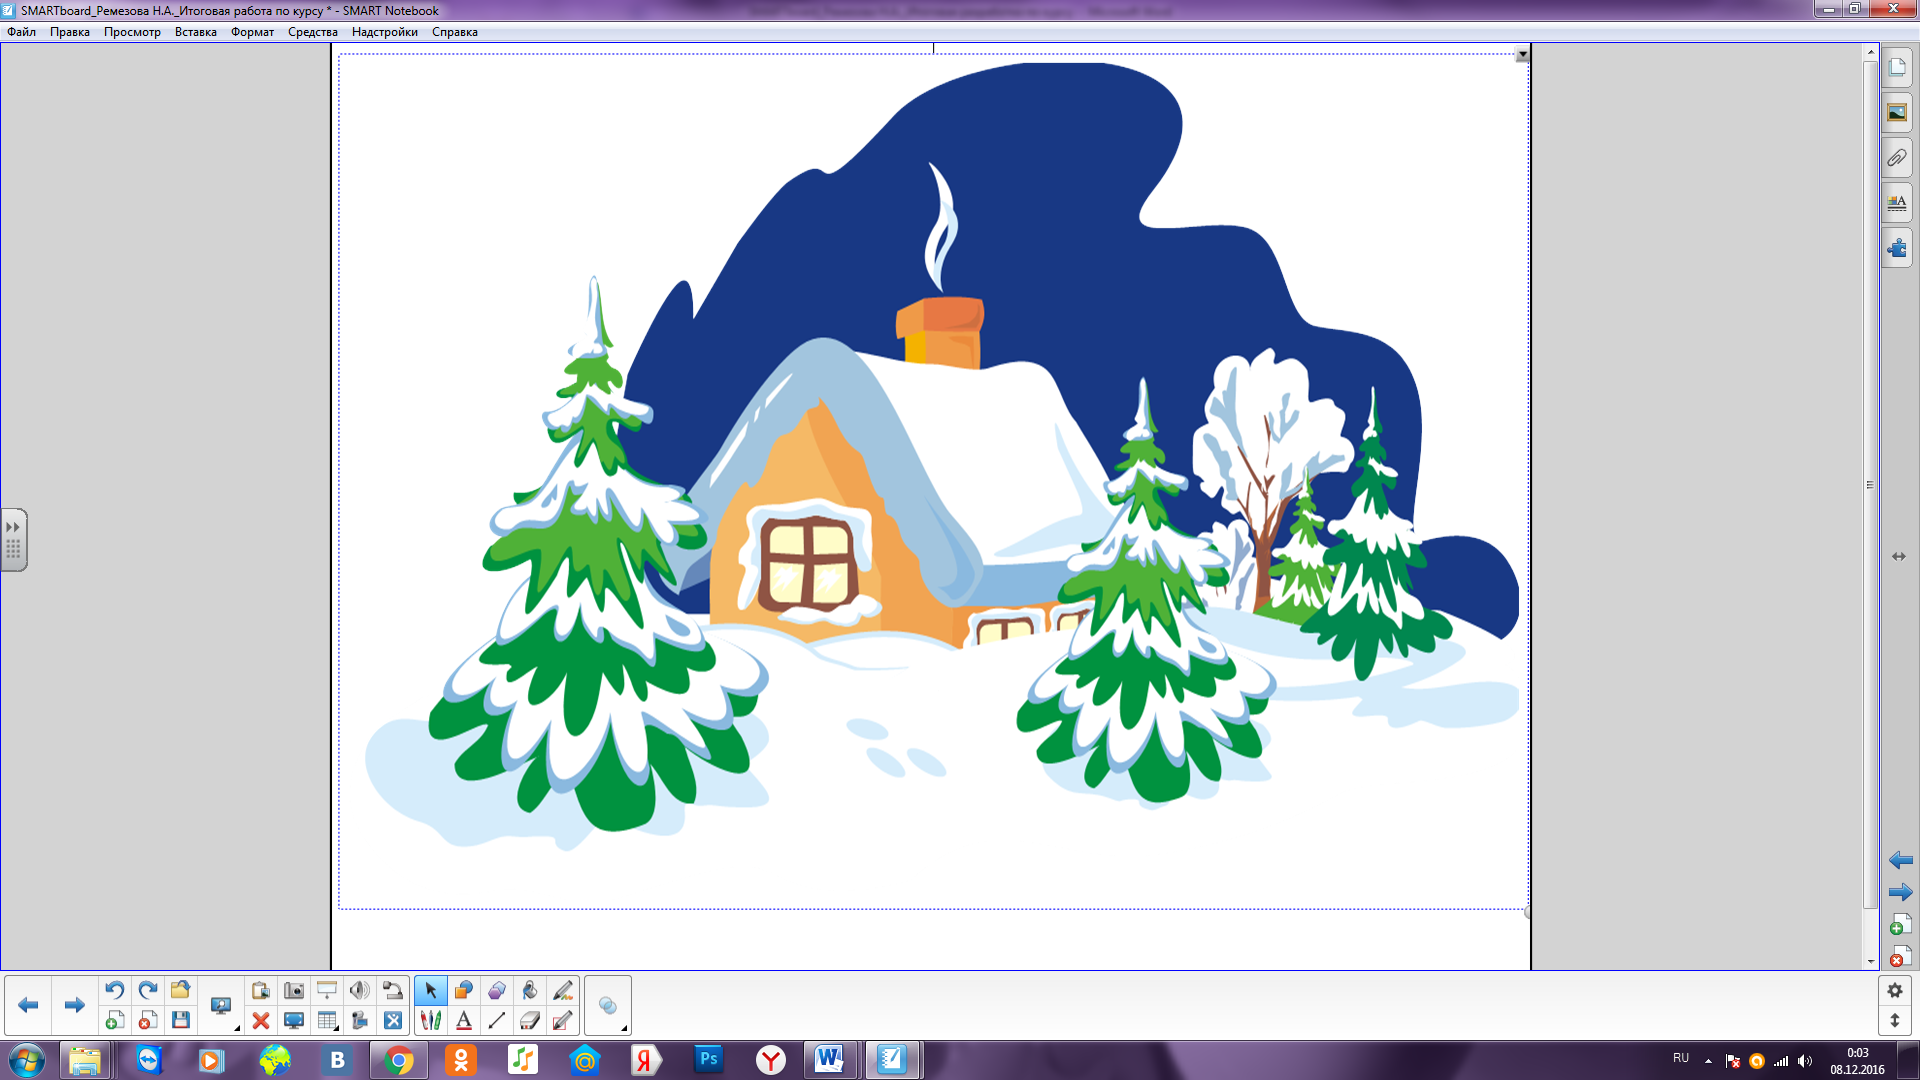 SMARTboard_Ремезова Н.А._Итоговая работа по курсу * - SMART Notebook
Файл Правка Просмотр Вставка Формат Средства Надстройки Справка
RU
0:03
08.12.2016